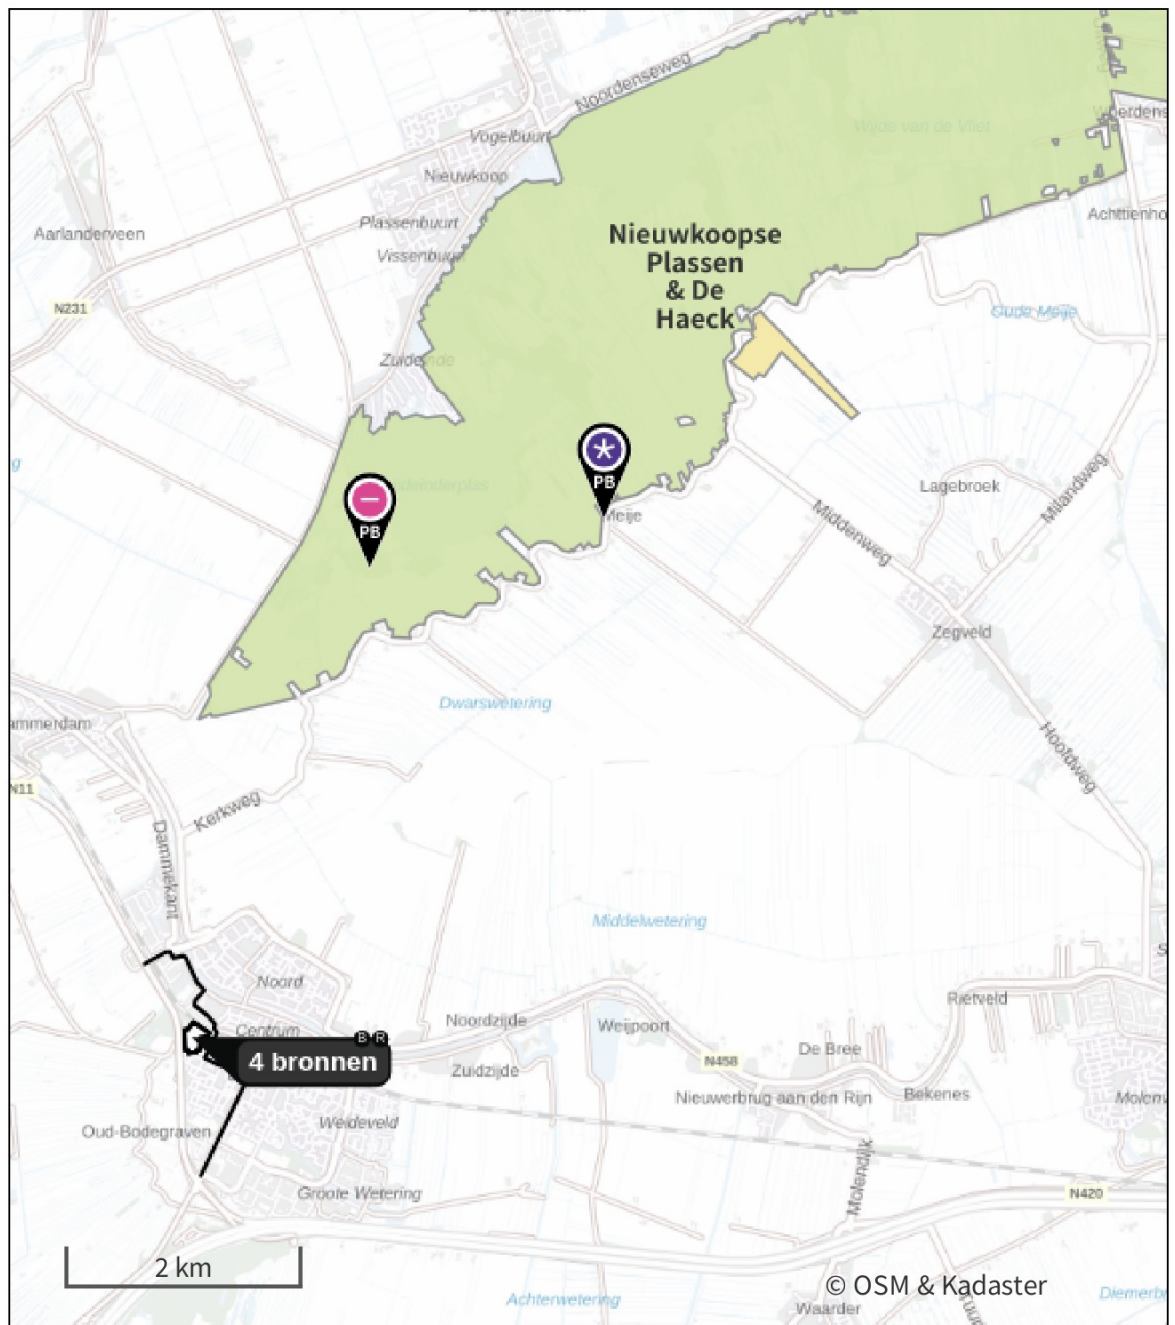 Noordenseweg
Vogelbuurt
Wijde van de Vliet
Nieuwkoop
Plassenbuurt
Aarlanderveen
Vissenbuurt
Nieuwkoopse
Plassen
& De
Haeck
N231
Oude Meije
Zuideinde
PB
PB
Meije
Lagebroek
Milandweg
Middenweg
Zegveld
Dwarswetering
ammerdam
Hoofdweg
N11
Kerkweg
Dammekant
Middelwetering
Noord
Rietveld
Centrum
Noordzijde
Weijpoort
B R
4 bronnen
De Bree
N458
Zuidzijde
Nieuwerbrug aan den Rijn
Bekenes
Molenv
Weideveld
Oud-Bodegraven
Molendijk
Groote Wetering
N420
2 km
© OSM & Kadaster
Achterwetering
Waarder
Diemerbr